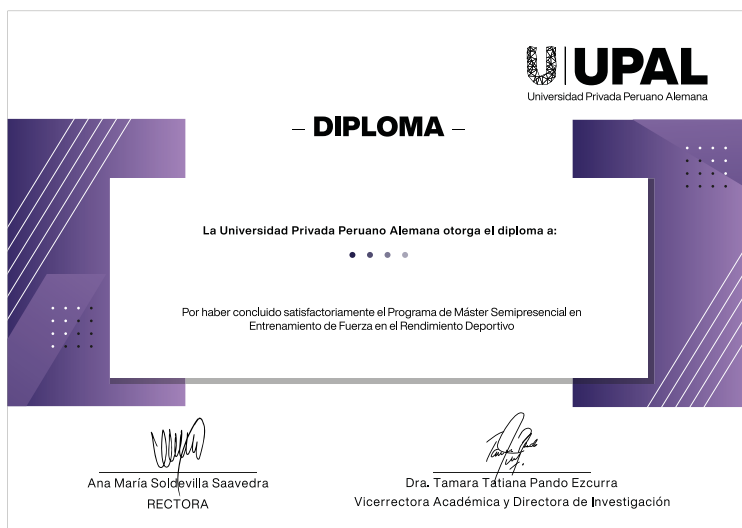 UPAL
Universidad Privada Peruano Alemana
– DIPLOMA –
La Universidad Privada Peruano Alemana otorga el diploma a:
Por haber concluido satisfactoriamente el Programa de Máster Semipresencial en
Entrenamiento de Fuerza en el Rendimiento Deportivo
Ana María Soldevilla Saavedra
RECTORA
Dra. Tamara Tatiana Pando Ezcurra
Vicerrectora Académica y Directora de Investigación